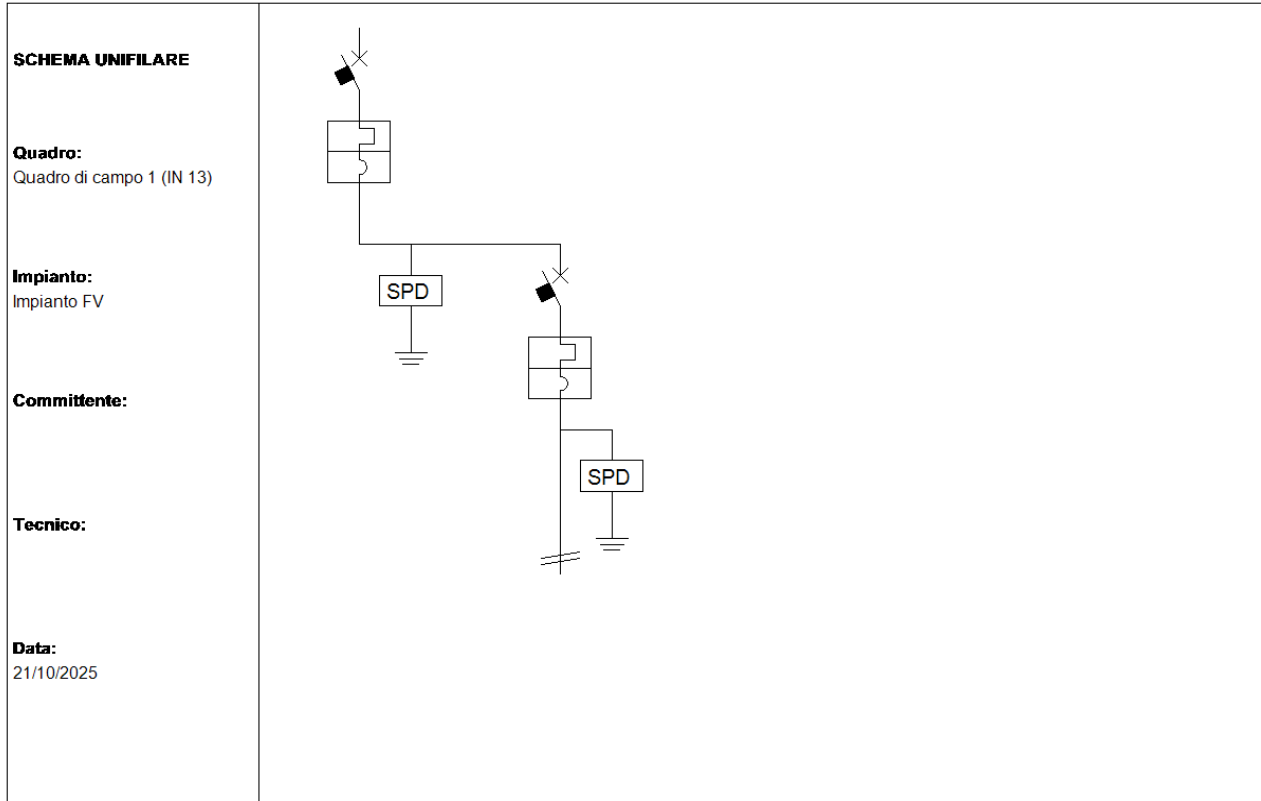 SCHEMA UNIFILARE
Quadro:
Quadro di campo 1 (IN 13)
Impianto:
Impianto FV
Committente:
Tecnico:
Data:
21/10/2025
SPD
SPD